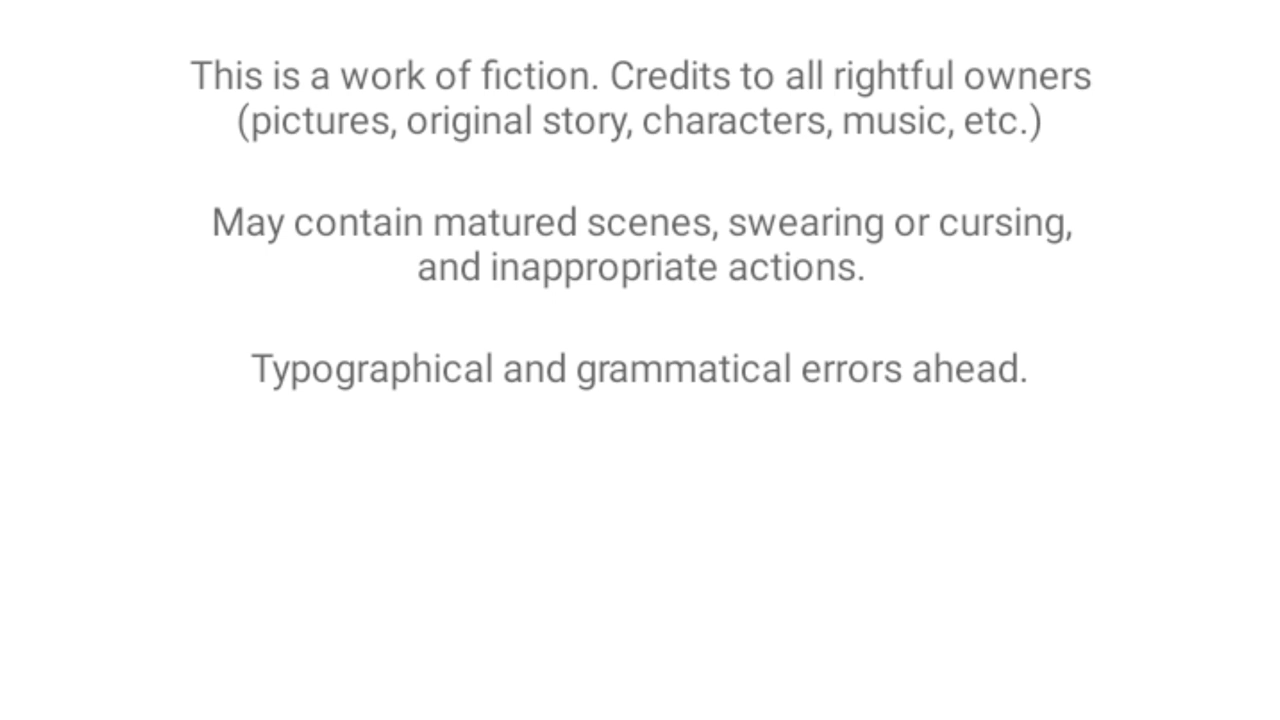 This is a work of fiction. Credits to all rightful owners
(pictures, original story, characters, music, etc.)
May contain matured scenes, swearing or cursing,
and inappropriate actions.
Typographical and grammatical errors ahead.